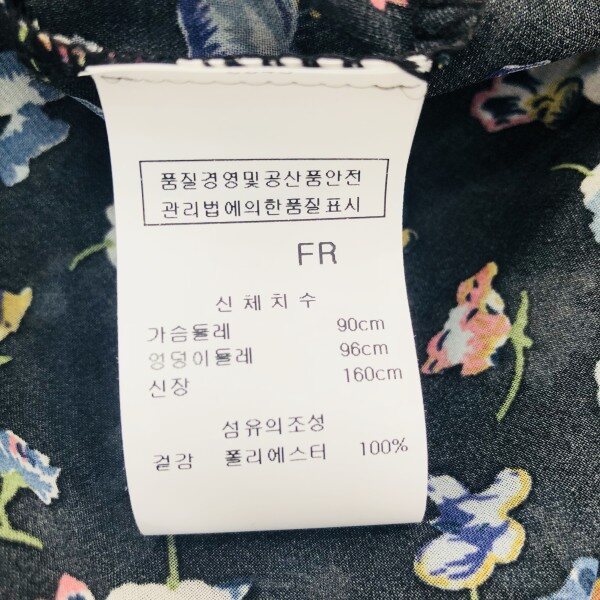 품질경영및공산품안전
관리법에의한품질표시
FR
신체치수
가슴둘레 90cm
엉덩이둘레 96cm
신장 160cm
섬유의조성
겉감 폴리에스터 100%